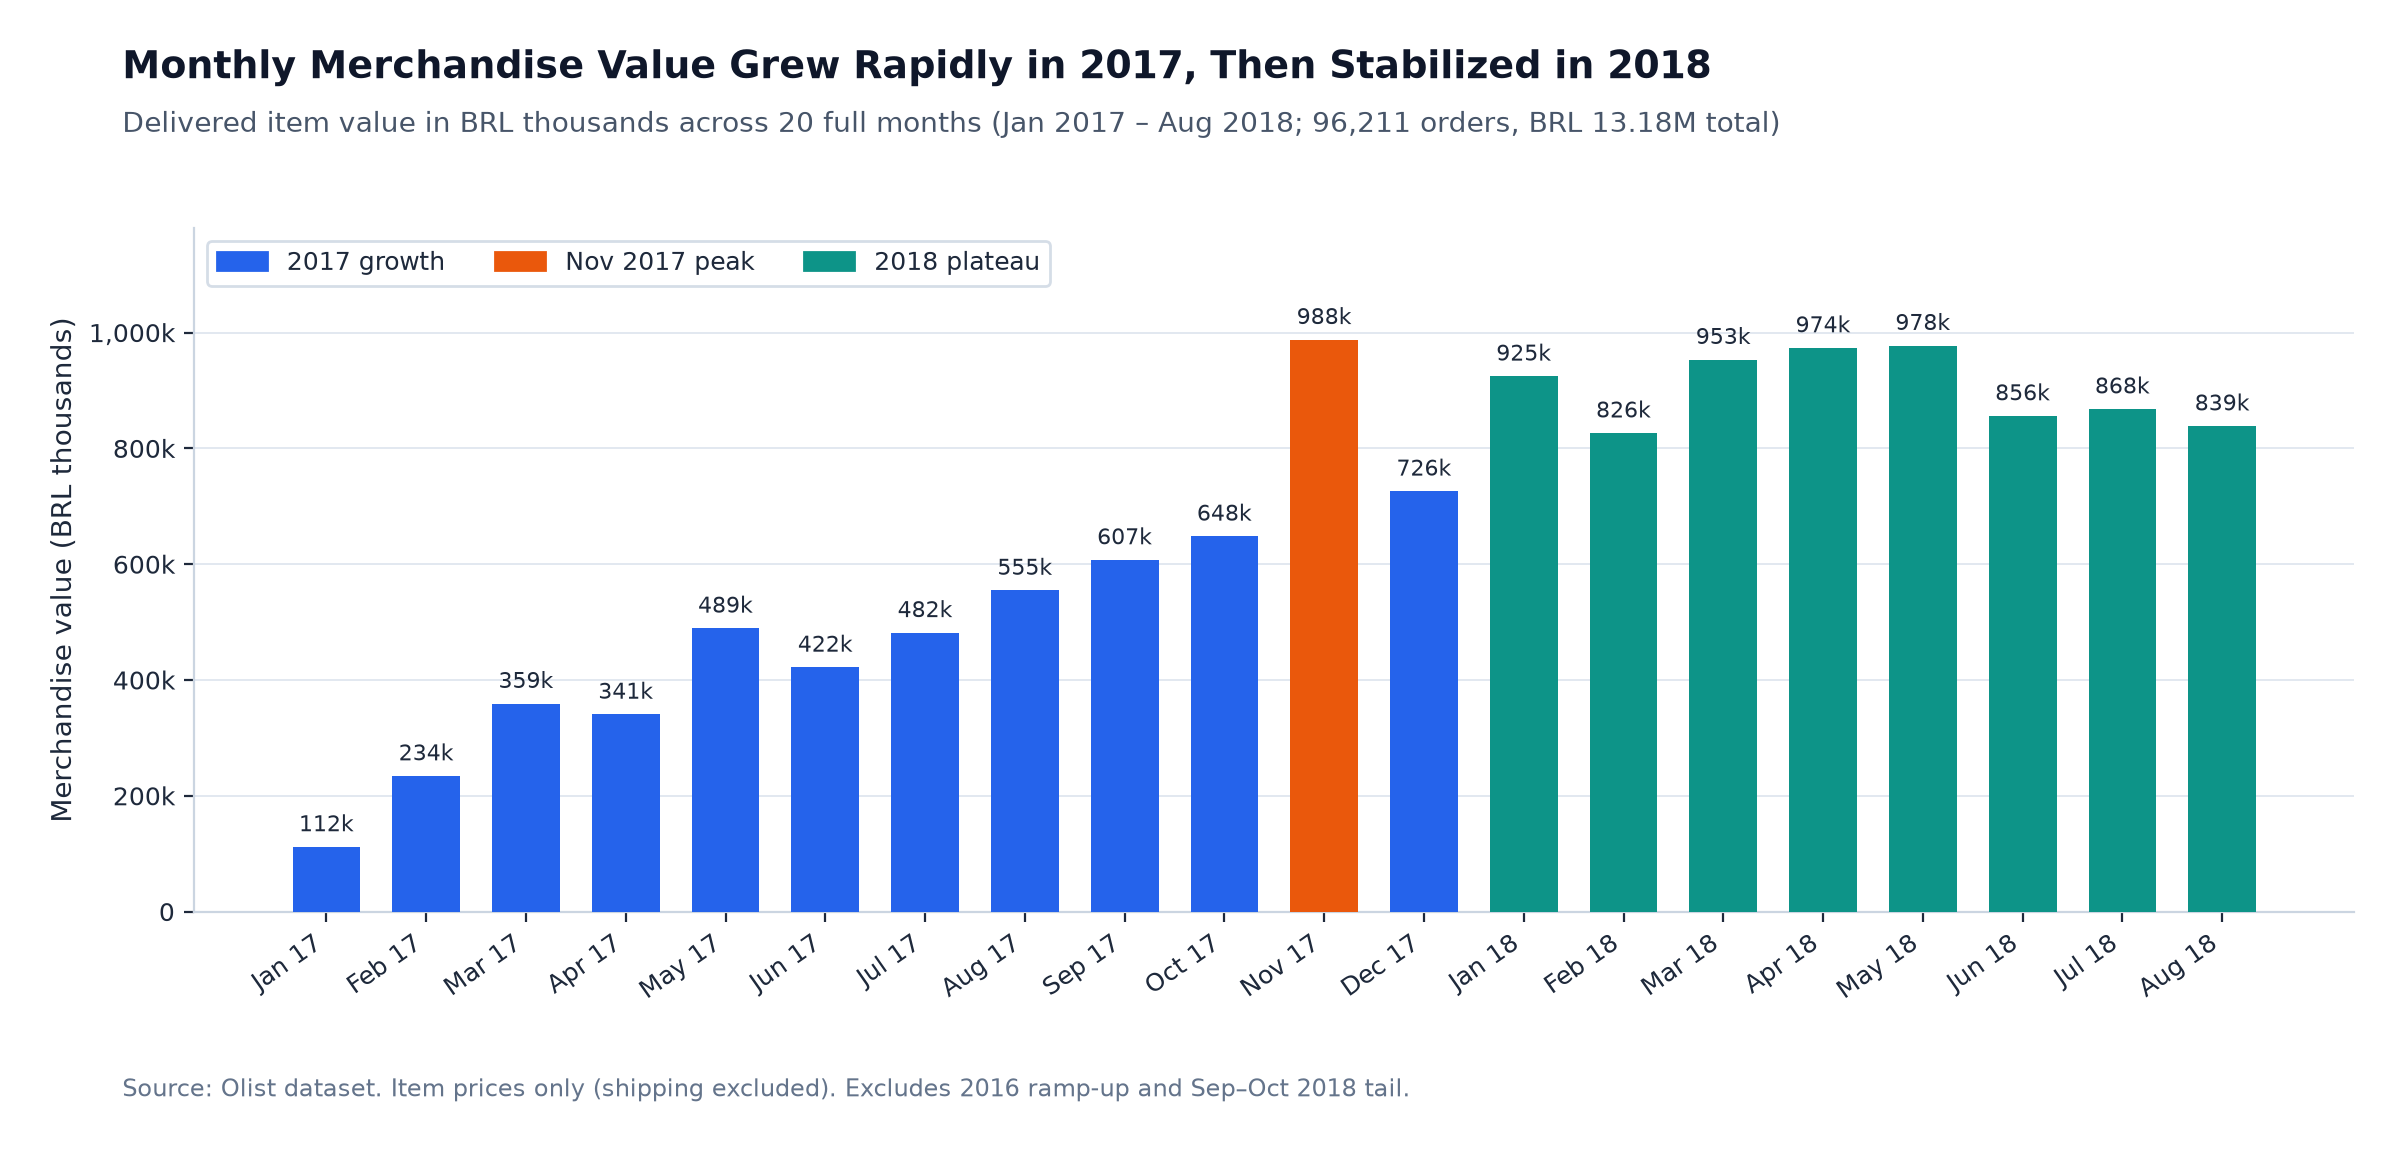 Monthly Merchandise Value Grew Rapidly in 2017, Then Stabilized in 2018
Delivered item value in BRL thousands across 20 full months (Jan 2017 – Aug 2018; 96,211 orders, BRL 13.18M total)
2017 growth
Nov 2017 peak
2018 plateau
Merchandise value (BRL thousands)
1,000k
800k
600k
400k
200k
0
112k
234k
359k
341k
489k
422k
482k
555k
607k
648k
988k
726k
925k
826k
953k
974k
978k
856k
868k
839k
Jan 17
Feb 17
Mar 17
Apr 17
May 17
Jun 17
Jul 17
Aug 17
Sep 17
Oct 17
Nov 17
Dec 17
Jan 18
Feb 18
Mar 18
Apr 18
May 18
Jun 18
Jul 18
Aug 18
Source: Olist dataset. Item prices only (shipping excluded). Excludes 2016 ramp-up and Sep–Oct 2018 tail.